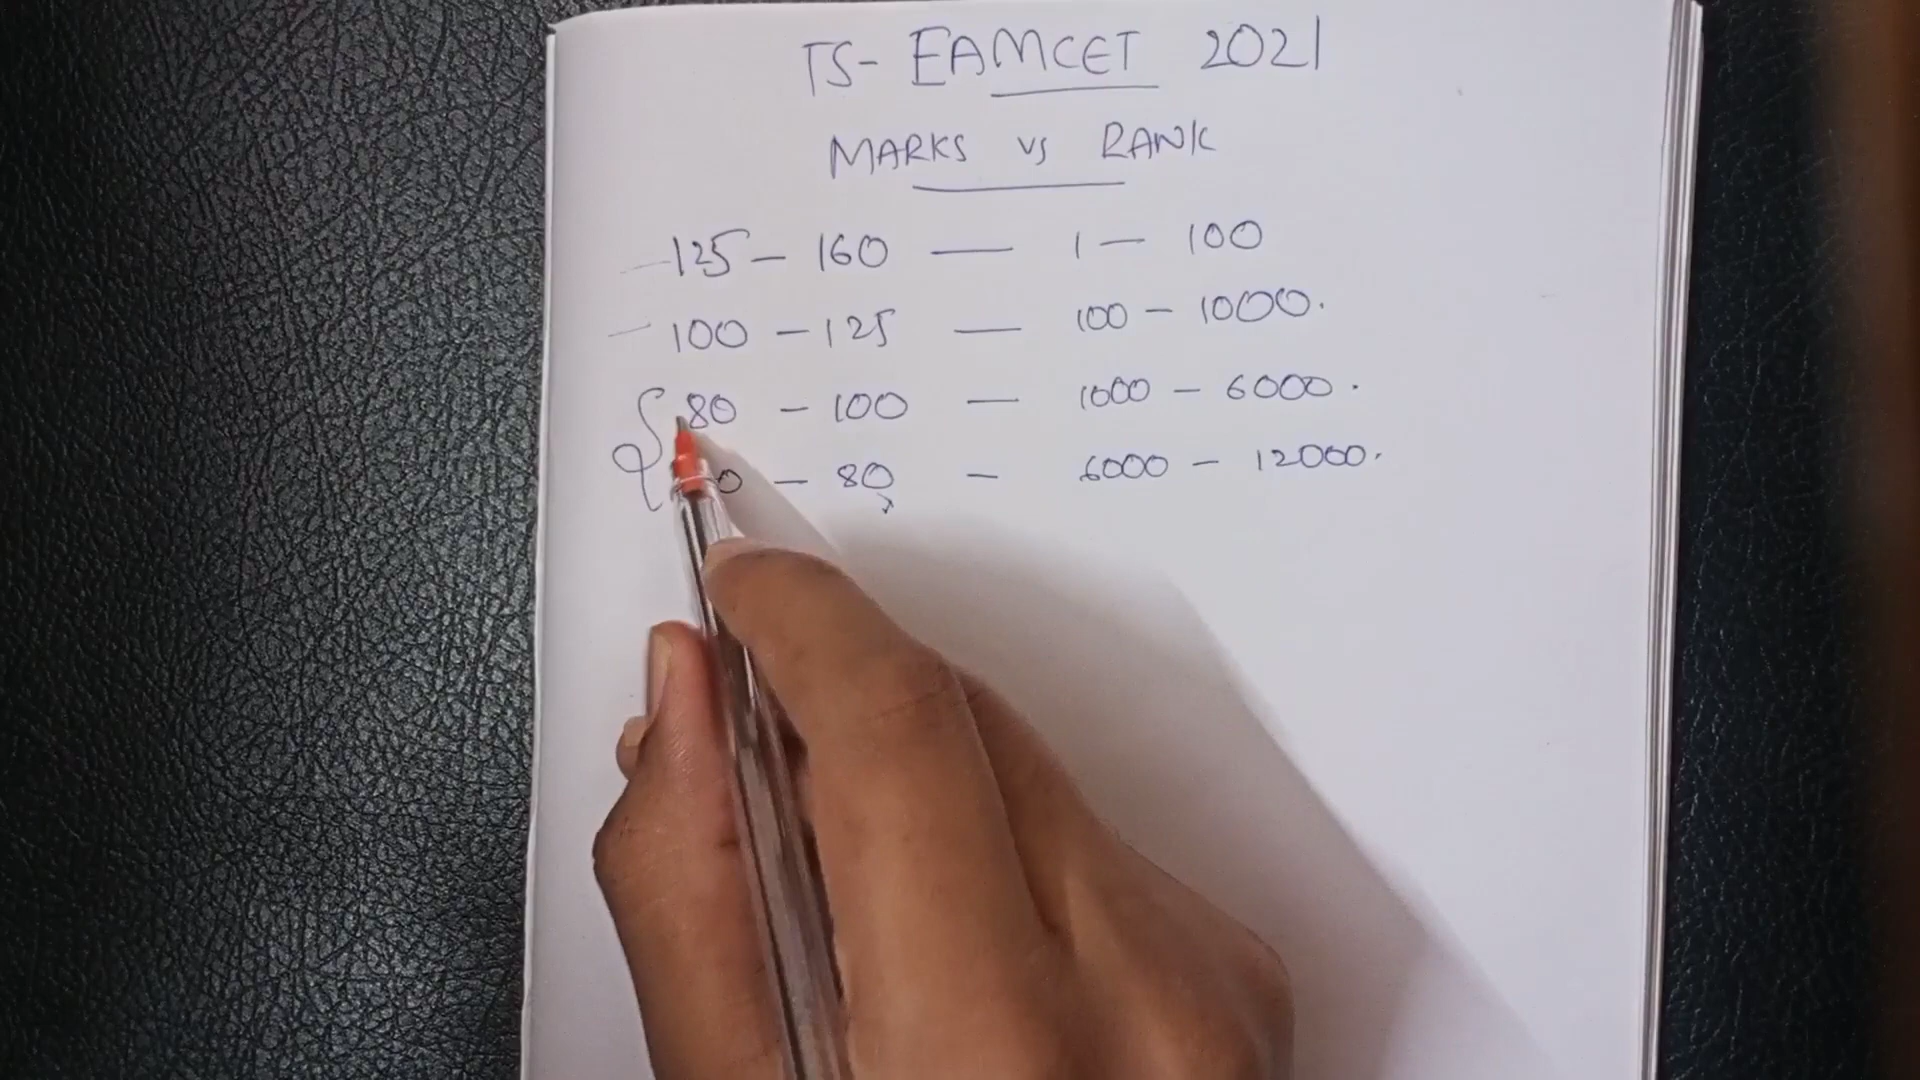 TS- EAMCET 2021
MARKS vs RANK
125 - 160 — 1 — 100
100 - 125 — 100 - 1000.
80 - 100 — 1000 - 6000.
- 80 - 6000 - 12000.